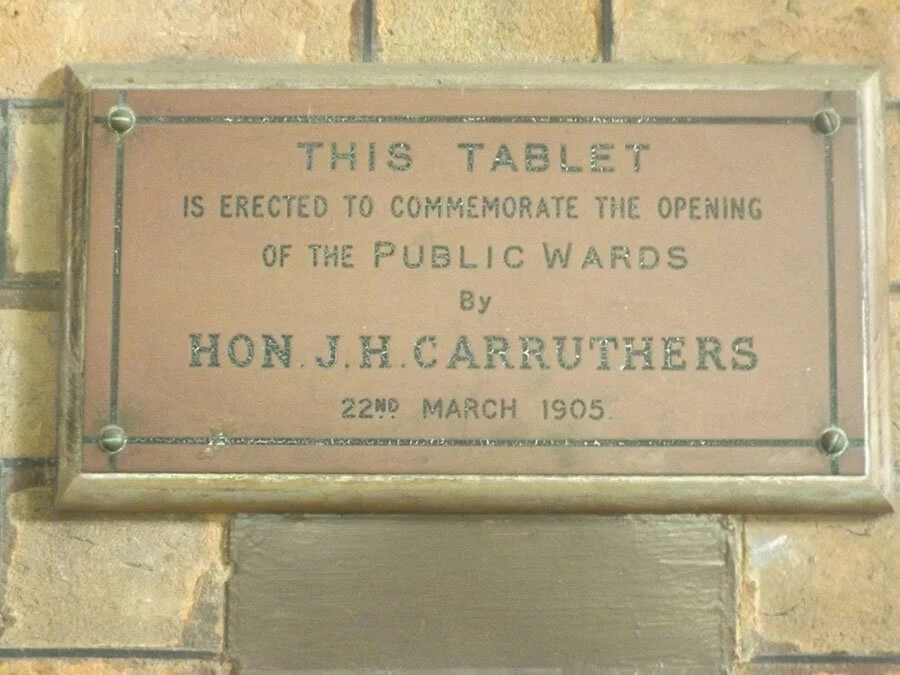 THIS TABLET
IS ERECTED TO COMMEMORATE THE OPENING
OF THE PUBLIC WARDS
By
HON. J. H. CARRUTHERS
22ND MARCH 1905.